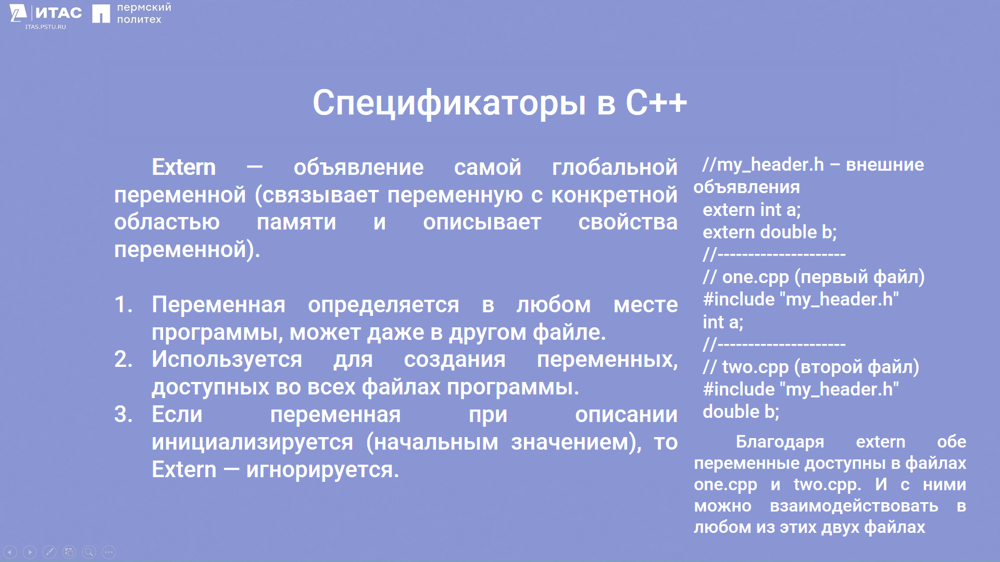 ИТАС
ITAS.PSTU.RU
пермский
политех
Спецификаторы в C++
Extern — объявление самой глобальной
переменной (связывает переменную с конкретной
областью памяти и описывает свойства
переменной).
1. Переменная определяется в любом месте
программы, может даже в другом файле.
2. Используется для создания переменных,
доступных во всех файлах программы.
3. Если переменная при описании
инициализируется (начальным значением), то
Extern — игнорируется.
//my_header.h – внешние
объявления
extern int a;
extern double b;
//---------------------
// one.cpp (первый файл)
#include "my_header.h"
int a;
//---------------------
// two.cpp (второй файл)
#include "my_header.h"
double b;
Благодаря extern обе
переменные доступны в файлах
one.cpp и two.cpp. И с ними
можно взаимодействовать в
любом из этих двух файлах